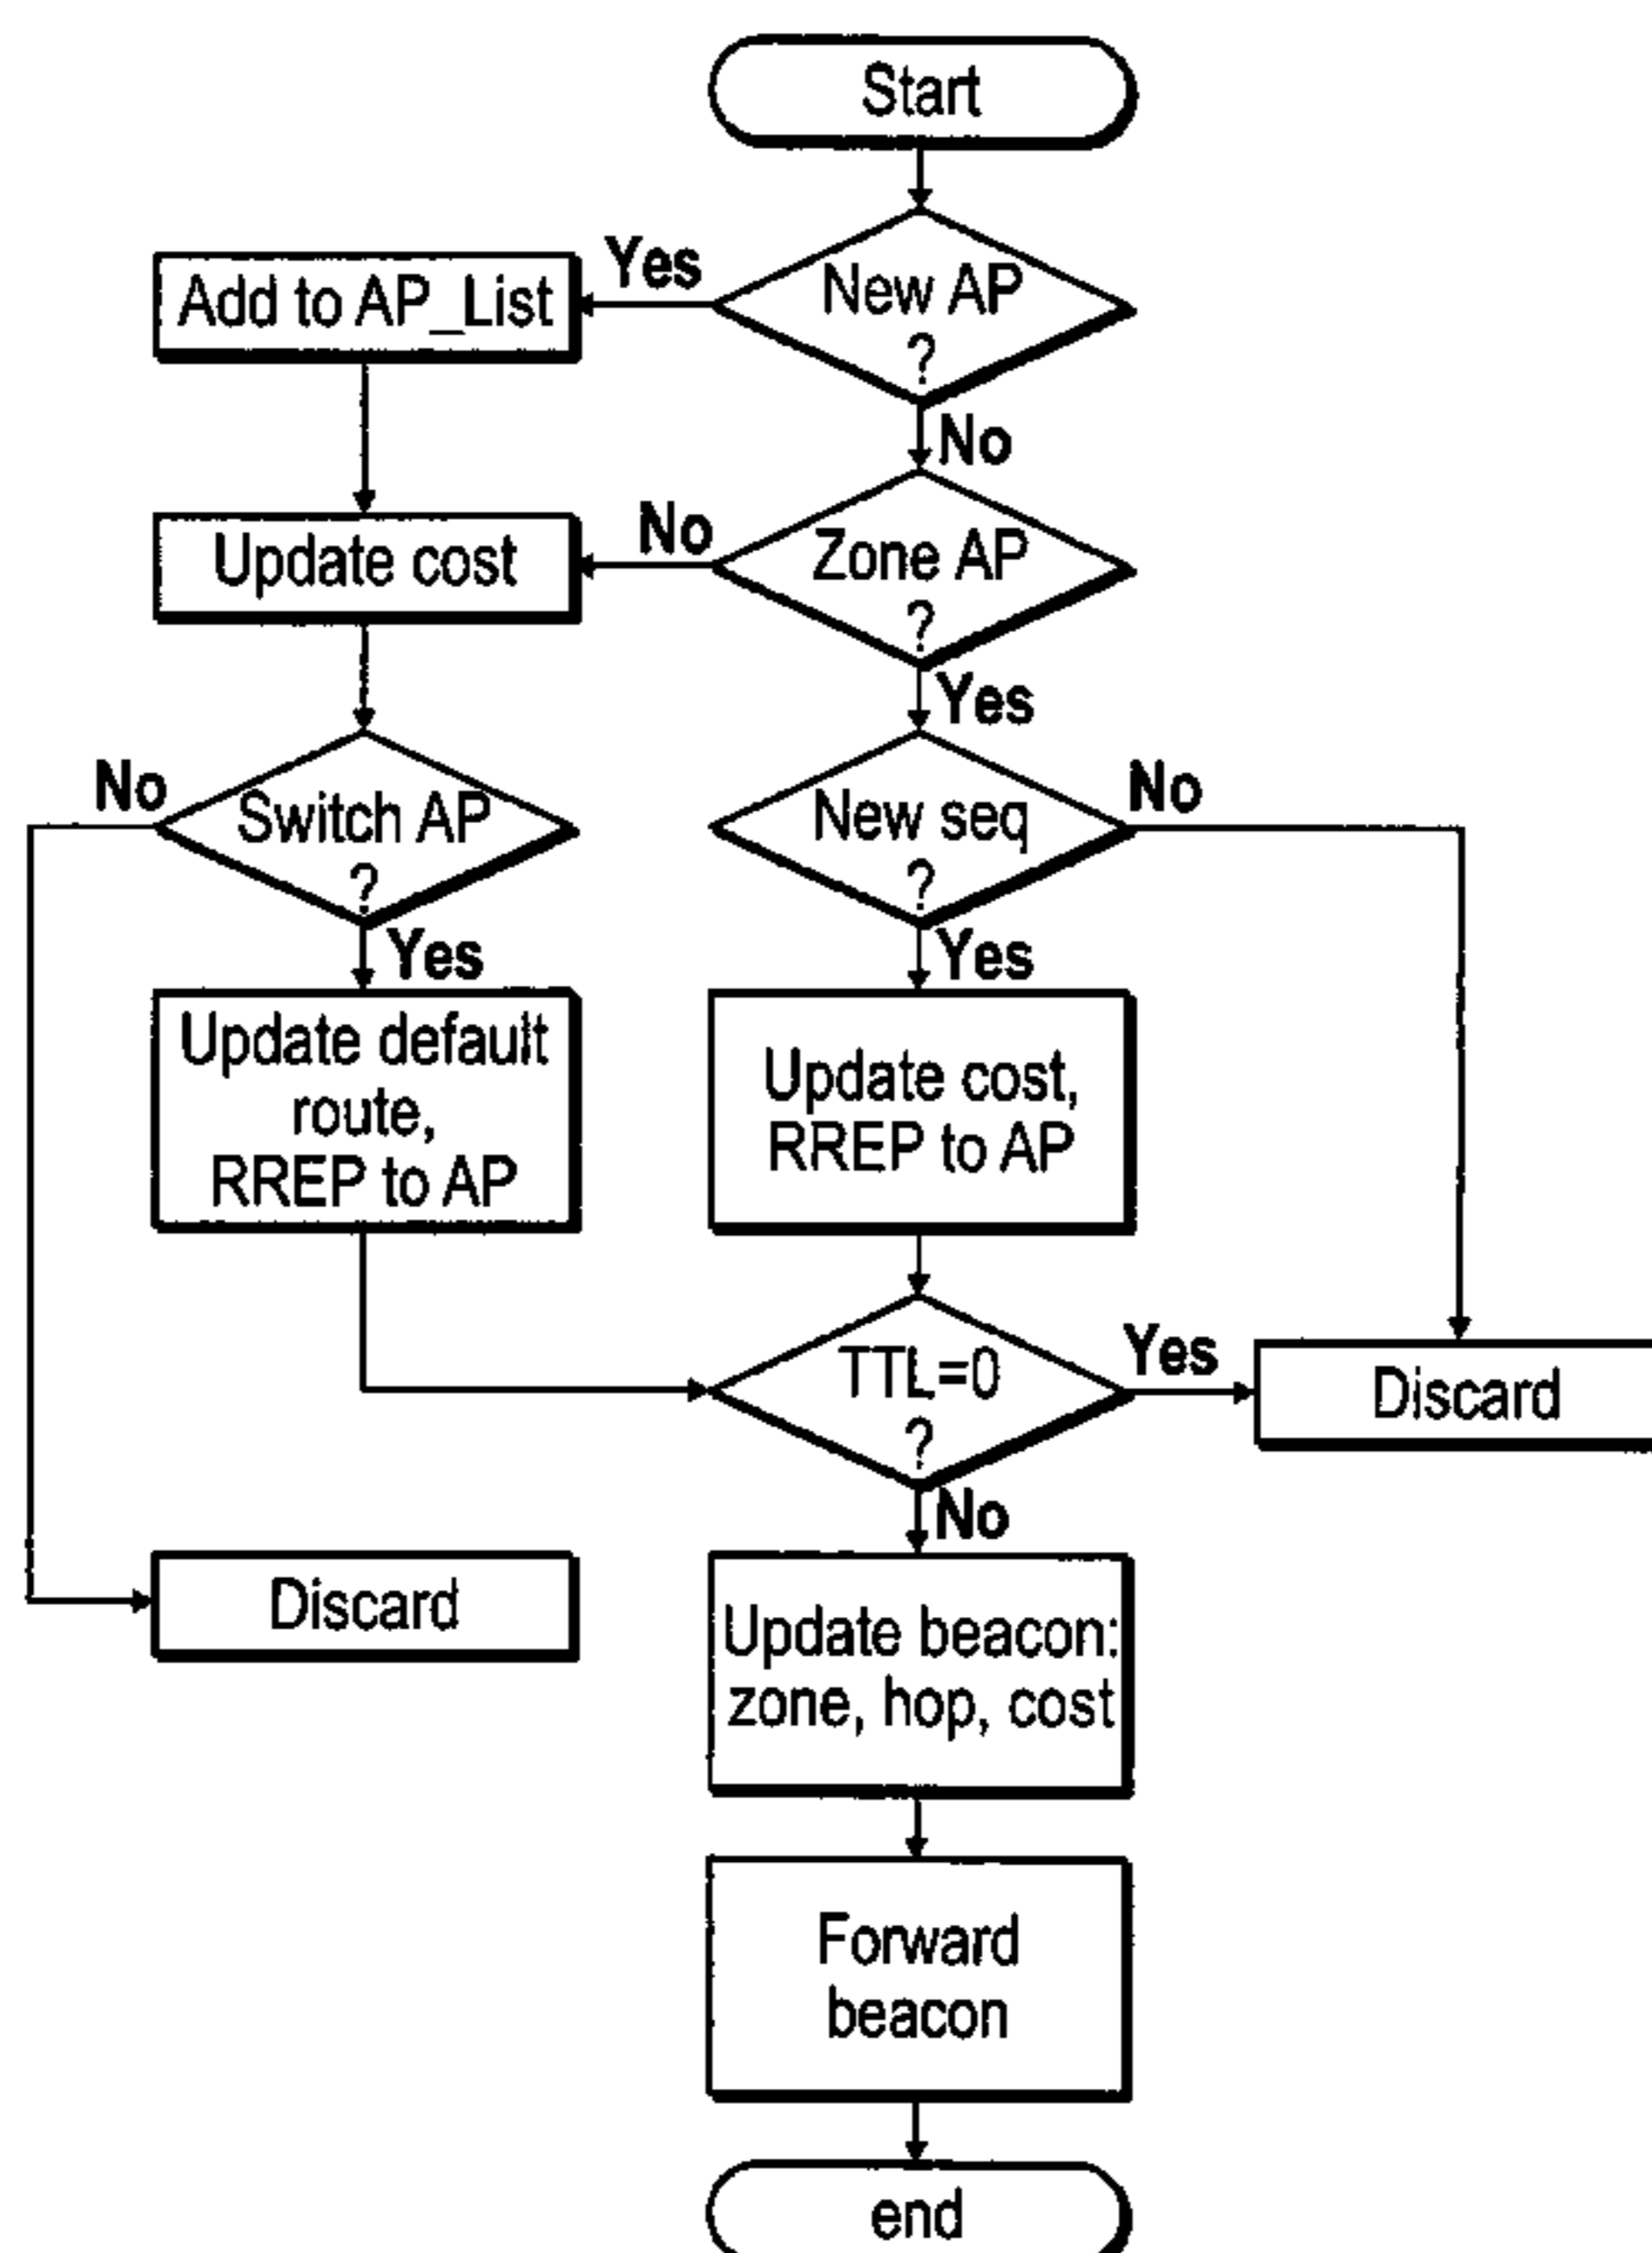 Start
New AP
?
Yes
Add to AP_List
No
Zone AP
?
No
Update cost
Yes
Switch AP
?
No
New seq
?
No
Yes
Update default
route,
RREP to AP
Yes
Update cost,
RREP to AP
TTL=0
?
Yes
Discard
No
Discard
Update beacon:
zone, hop, cost
Forward
beacon
end